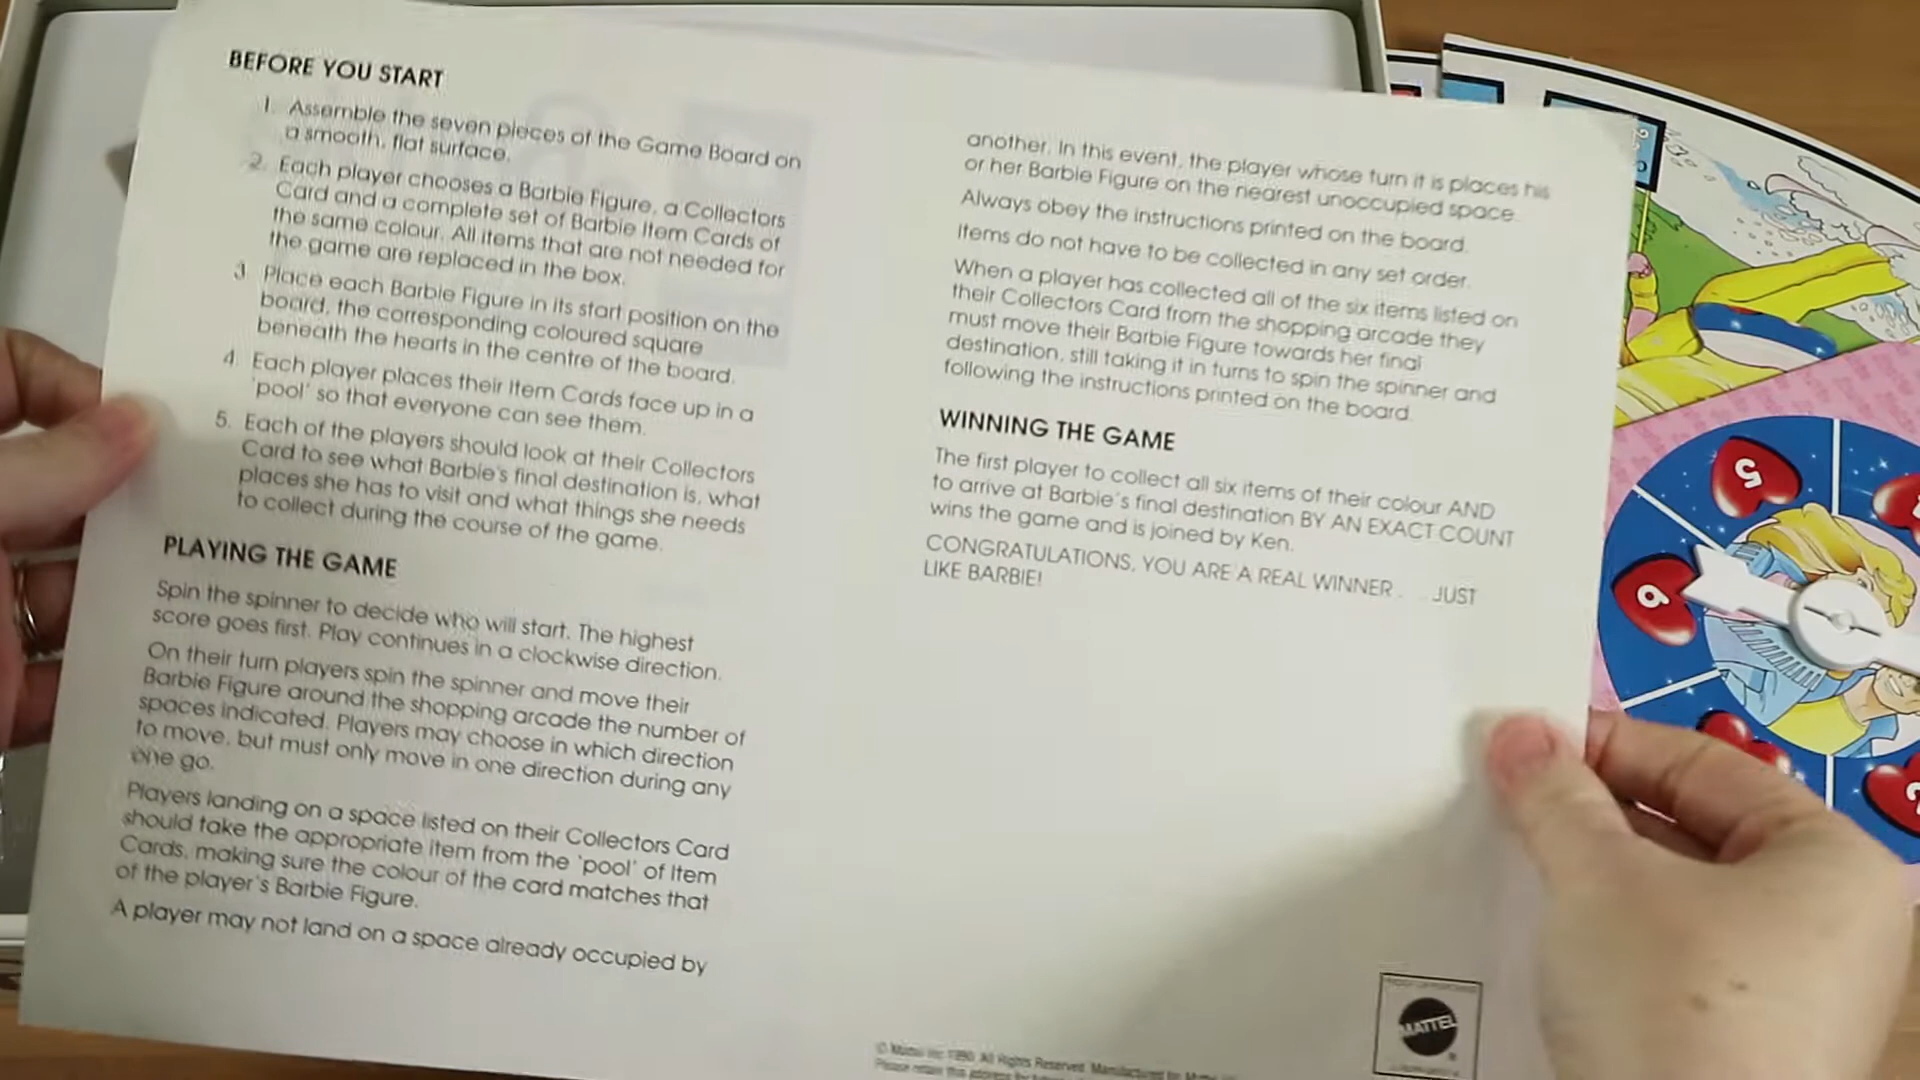 BEFORE YOU START
1. Assemble the seven pieces of the Game Board on
a smooth, flat surface.
2. Each player chooses a Barbie Figure, a Collectors
Card and a complete set of Barbie Item Cards of
the same colour. All items that are not needed for
the game are replaced in the box.
3. Place each Barbie Figure in its start position on the
board, the corresponding coloured square
beneath the hearts in the centre of the board.
4. Each player places their Item Cards face up in a
'pool' so that everyone can see them.
5. Each of the players should look at their Collectors
Card to see what Barbie's final destination is, what
places she has to visit and what things she needs
to collect during the course of the game.
PLAYING THE GAME
Spin the spinner to decide who will start. The highest
score goes first. Play continues in a clockwise direction.
On their turn players spin the spinner and move their
Barbie Figure around the shopping arcade the number of
spaces indicated. Players may choose in which direction
to move, but must only move in one direction during any
one go.
Players landing on a space listed on their Collectors Card
should take the appropriate item from the 'pool' of Item
Cards, making sure the colour of the card matches that
of the player's Barbie Figure.
A player may not land on a space already occupied by
another. In this event, the player whose turn it is places his
or her Barbie Figure on the nearest unoccupied space.
Always obey the instructions printed on the board.
Items do not have to be collected in any set order.
When a player has collected all of the six items listed on
their Collectors Card from the shopping arcade they
must move their Barbie Figure towards her final
destination, still taking it in turns to spin the spinner and
following the instructions printed on the board.
WINNING THE GAME
The first player to collect all six items of their colour AND
to arrive at Barbie's final destination BY AN EXACT COUNT
wins the game and is joined by Ken.
CONGRATULATIONS, YOU ARE A REAL WINNER . . . JUST
LIKE BARBIE!
© Mattel Inc 1990. All Rights Reserved. Manufactured for
Please retain this address for
MATTEL
5
6